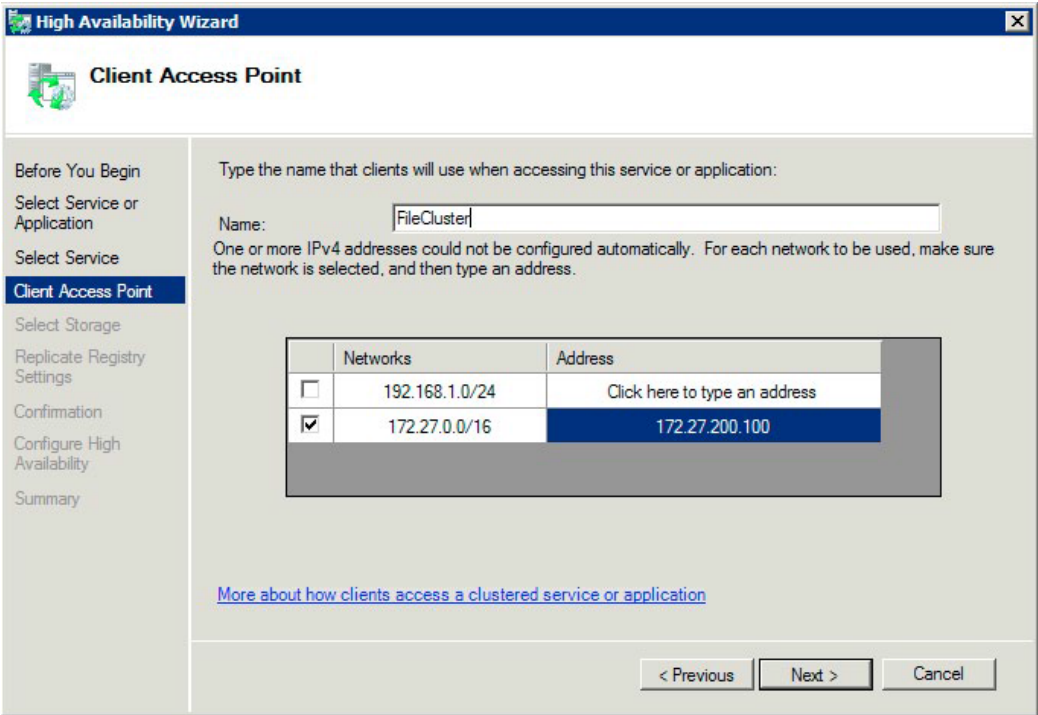 High Availability Wizard
Client Access Point
Before You Begin
Select Service or
Application
Select Service
Client Access Point
Select Storage
Replicate Registry
Settings
Confirmation
Configure High
Availability
Summary
Type the name that clients will use when accessing this service or application:
Name: FileCluster
One or more IPv4 addresses could not be configured automatically. For each network to be used, make sure
the network is selected, and then type an address.
Networks Address
192.168.1.0/24 Click here to type an address
172.27.0.0/16 172.27.200.100
More about how clients access a clustered service or application
< Previous Next > Cancel